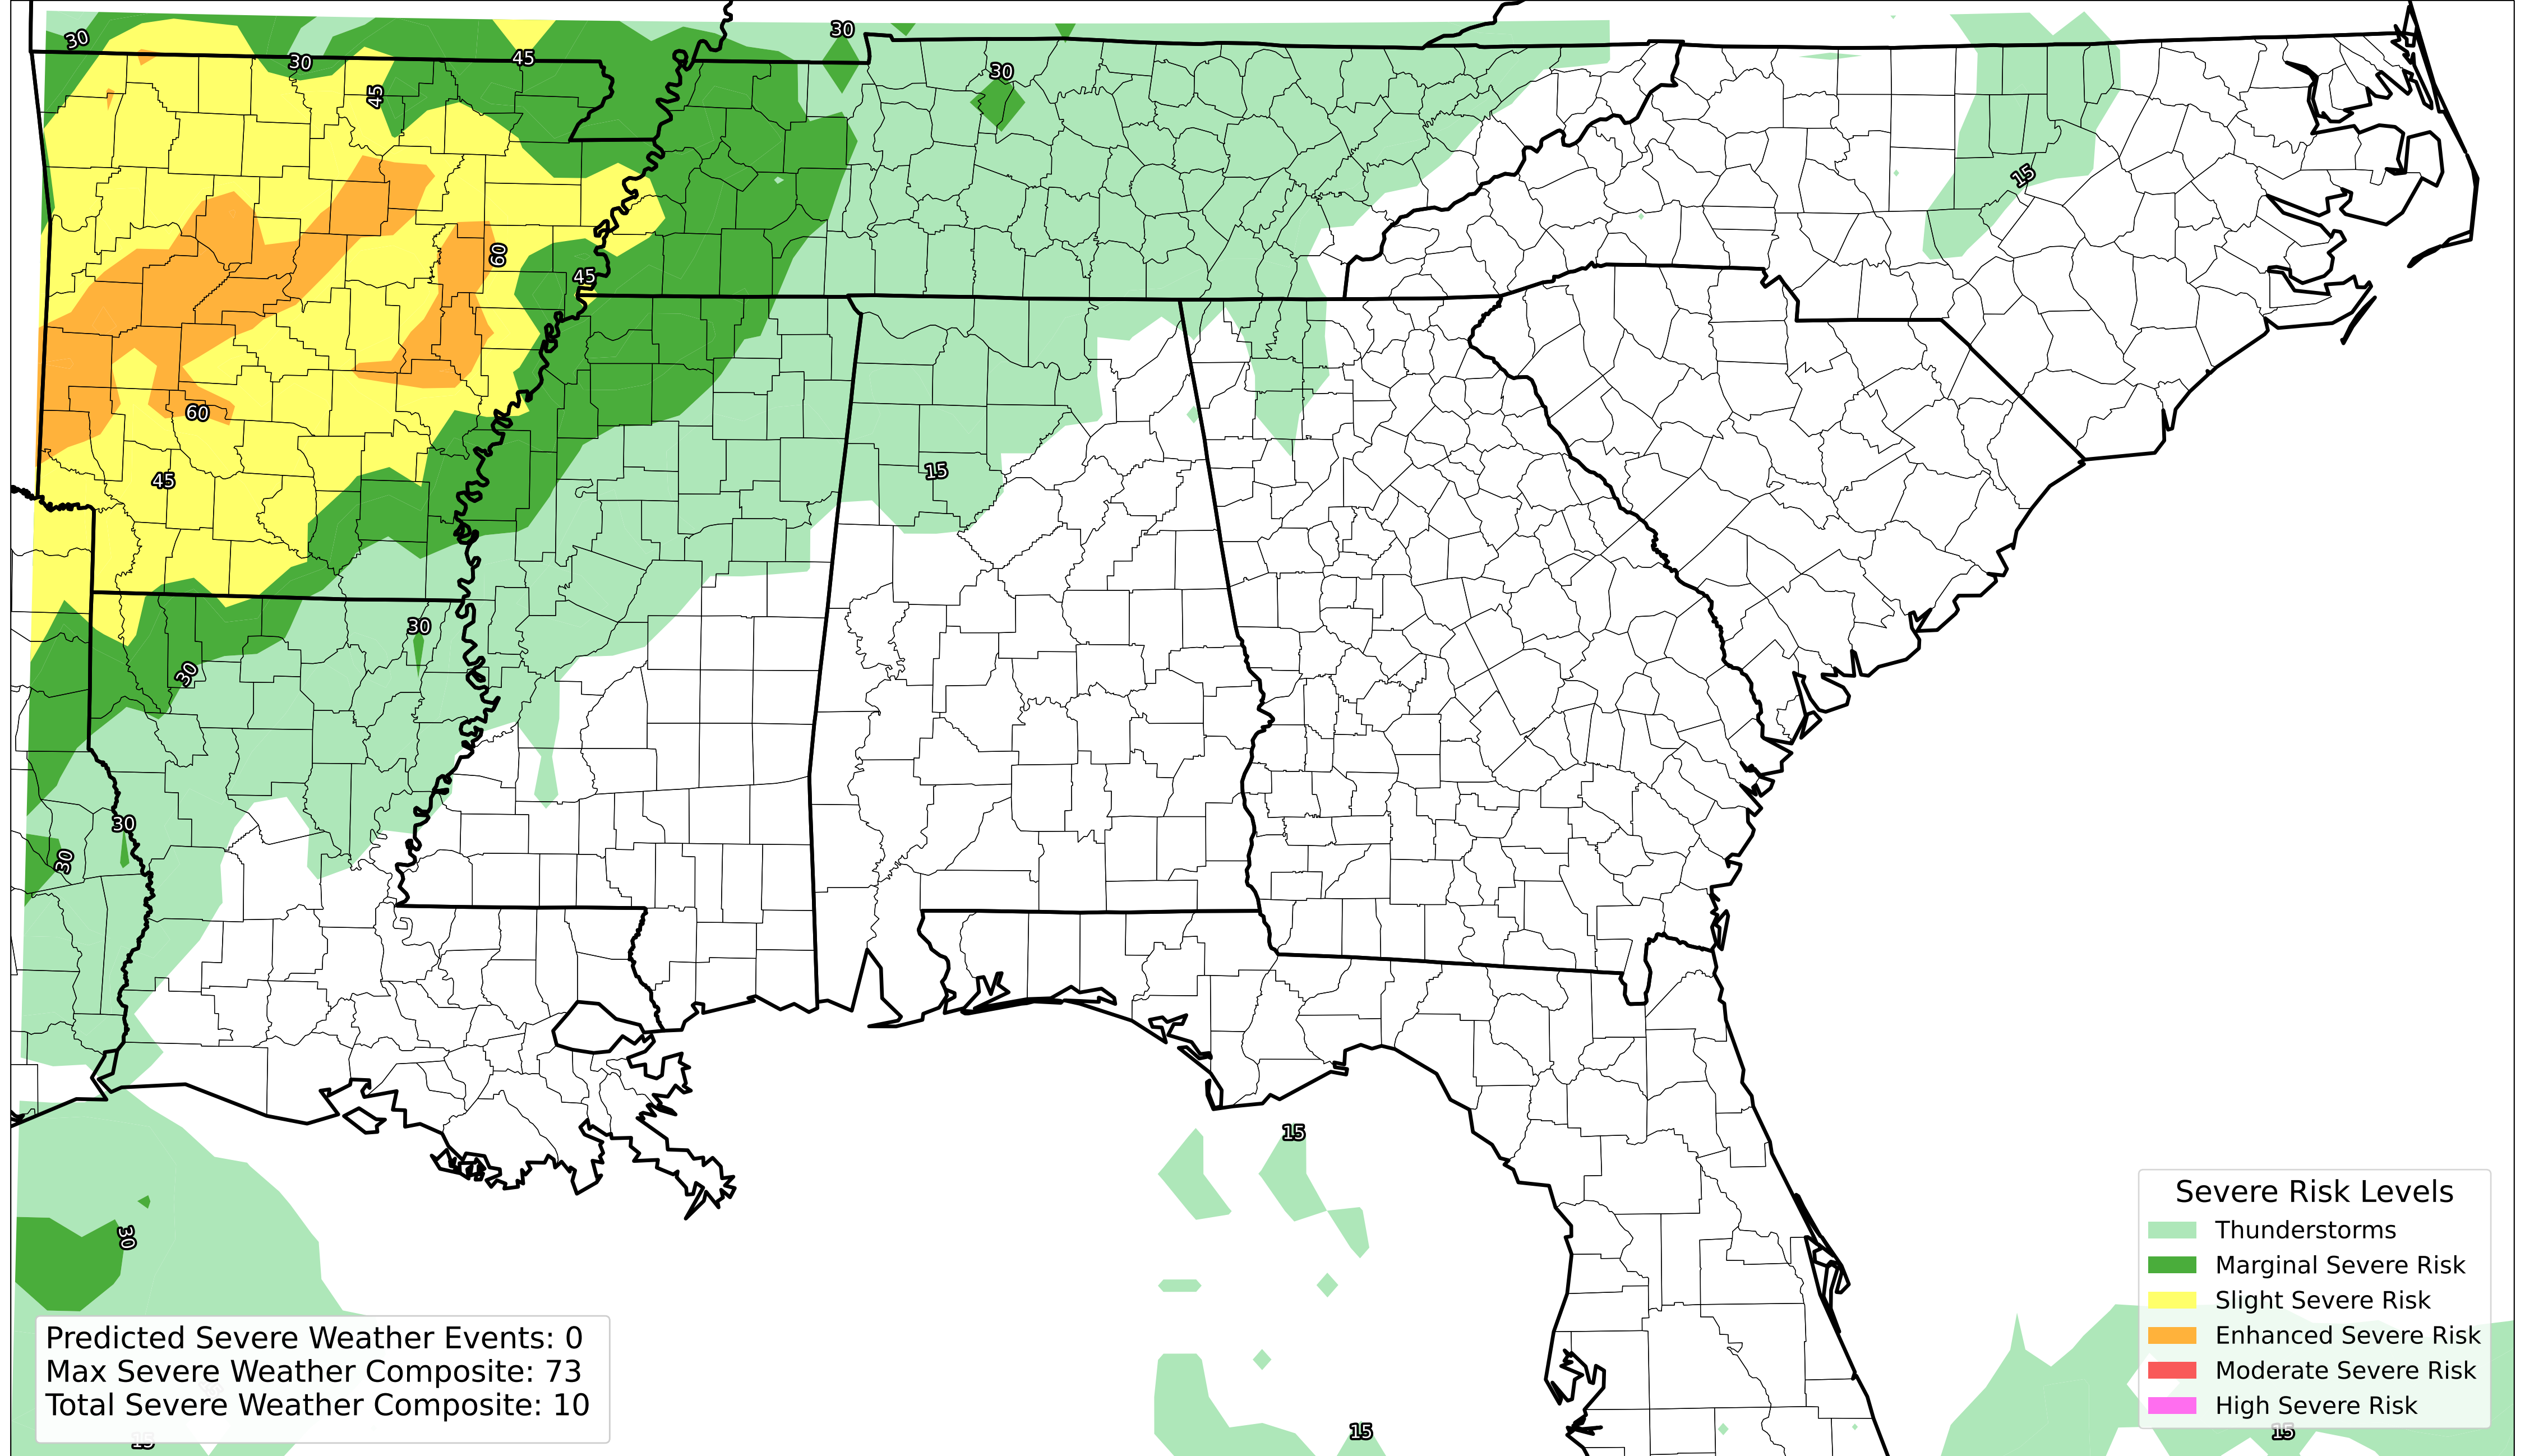 30
30
30
45
45
30
15
60
45
60
45
15
30
30
30
30
15
30
Severe Risk Levels
Thunderstorms
Marginal Severe Risk
Slight Severe Risk
Enhanced Severe Risk
Moderate Severe Risk
High Severe Risk
Predicted Severe Weather Events: 0
Max Severe Weather Composite: 73
Total Severe Weather Composite: 10
15
15
15